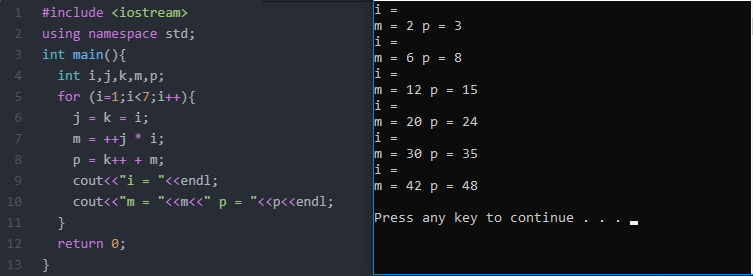 1 #include <iostream>
2 using namespace std;
3 int main(){
4 int i,j,k,m,p;
5 for (i=1;i<7;i++){
6 j = k = i;
7 m = ++j * i;
8 p = k++ + m;
9 cout<<"i = "<<endl;
10 cout<<"m = "<<m<<" p = "<<p<<endl;
11 }
12 return 0;
13 }
i =
m = 2 p = 3
i =
m = 6 p = 8
i =
m = 12 p = 15
i =
m = 20 p = 24
i =
m = 30 p = 35
i =
m = 42 p = 48
Press any key to continue . . .